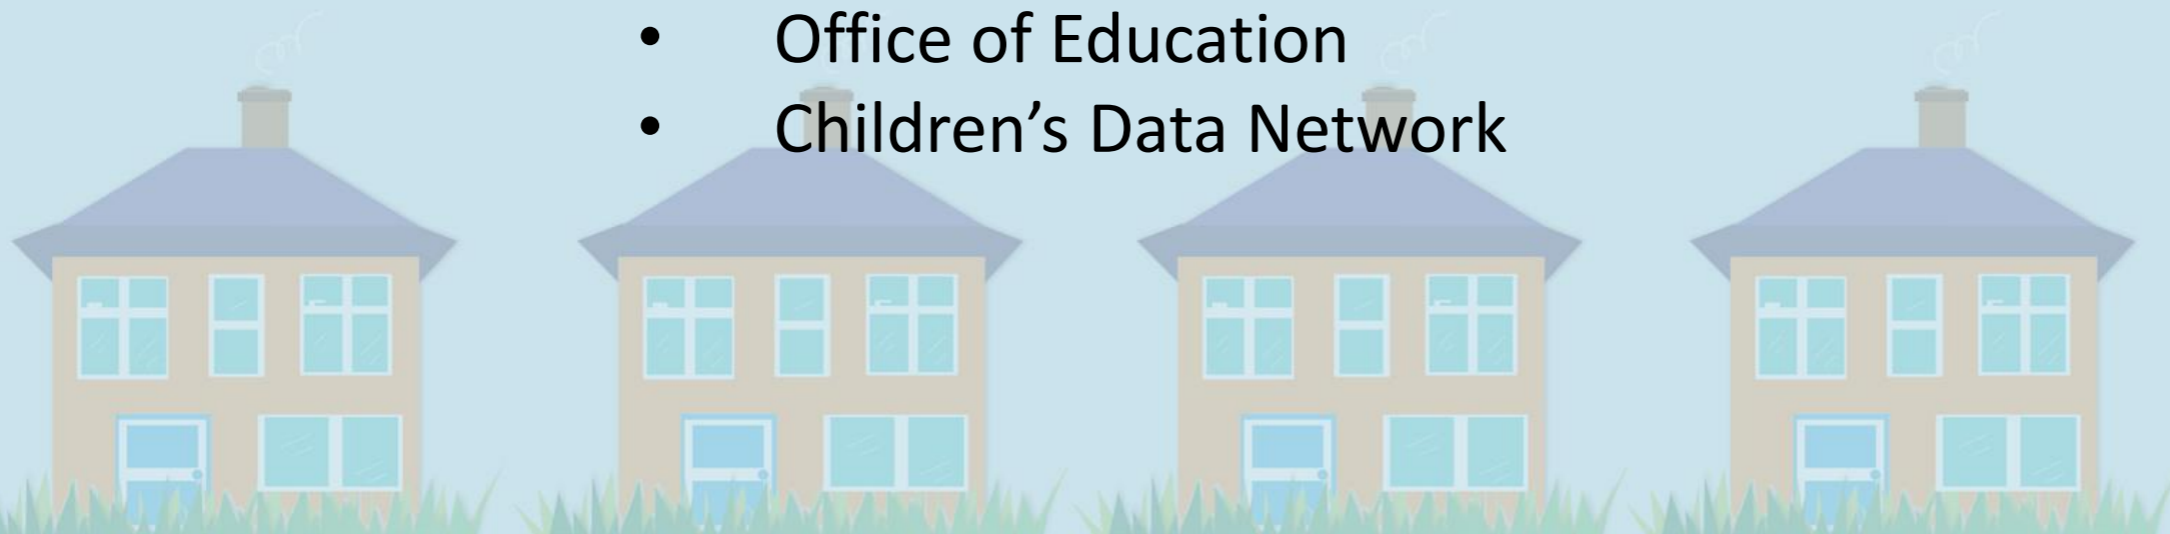 • Office of Education
• Children’s Data Network